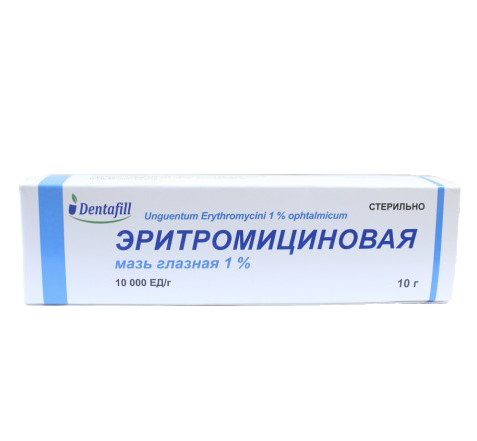 Dentafill
Unguentum Erythromycini 1 % ophtalmicum
СТЕРИЛЬНО
ЭРИТРОМИЦИНОВАЯ
мазь глазная 1 %
10 000 ЕД/г
10 г